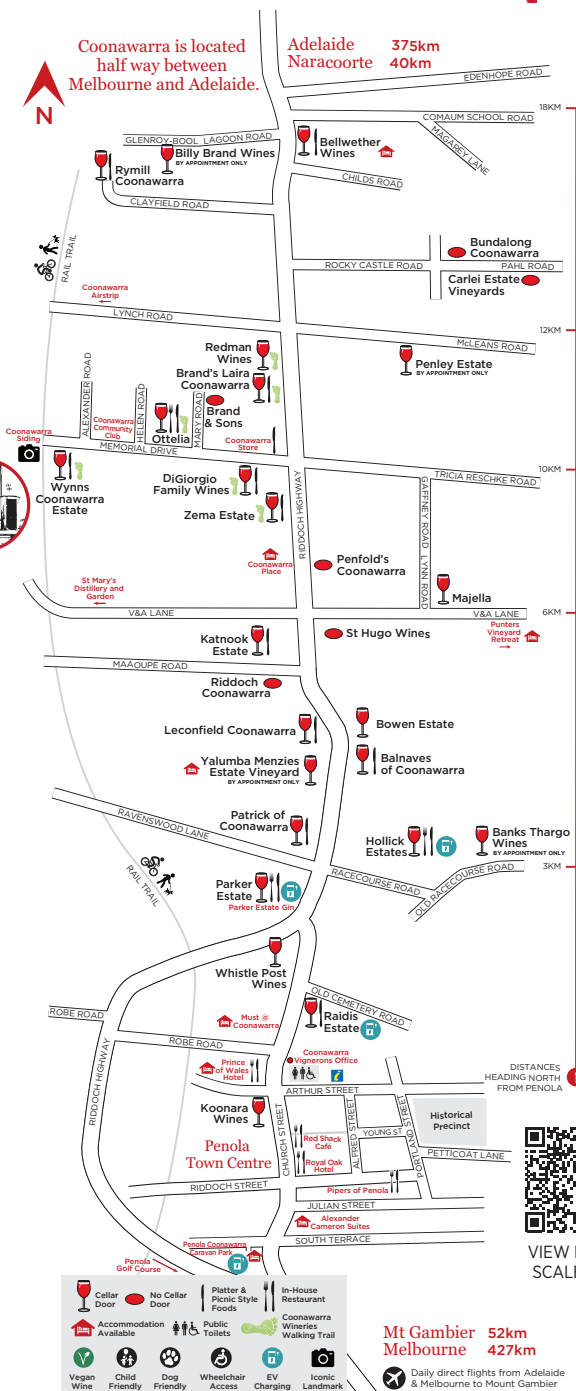 Coonawarra is located
half way between
Melbourne and Adelaide.
Adelaide 375km
Naracoorte 40km
N
EDENHOPE ROAD
18KM
COMAUM SCHOOL ROAD
MAGAREY LANE
GLENROY-BOOL LAGOON ROAD
Billy Brand Wines
BY APPOINTMENT ONLY
Bellwether
Wines
Rymill
Coonawarra
CHILDS ROAD
CLAYFIELD ROAD
RAIL TRAIL
Bundalong
Coonawarra
ROCKY CASTLE ROAD
PAHL ROAD
Carlei Estate
Vineyards
Coonawarra
Airstrip
LYNCH ROAD
12KM
McLEANS ROAD
Redman
Wines
Penley Estate
BY APPOINTMENT ONLY
Brand's Laira
Coonawarra
ALEXANDER ROAD
HELEN ROAD
MARY ROAD
Brand
& Sons
Coonawarra
Community
Club
Ottelia
Coonawarra
Siding
Coonawarra
Store
MEMORIAL DRIVE
10KM
TRICIA RESCHKE ROAD
Wynns
Coonawarra
Estate
DiGiorgio
Family Wines
RIDDOCH HIGHWAY
GAFFNEY ROAD
Zema Estate
Coonawarra
Place
Penfold's
Coonawarra
LYNN ROAD
Majella
St Mary's
Distillery and
Garden
V&A LANE
V&A LANE
6KM
Punters
Vineyard
Retreat
Katnook
Estate
St Hugo Wines
MAAOUPE ROAD
Riddoch
Coonawarra
Leconfield Coonawarra
Bowen Estate
Yalumba Menzies
Estate Vineyard
BY APPOINTMENT ONLY
Balnaves
of Coonawarra
RAVENSWOOD LANE
Patrick of
Coonawarra
Hollick
Estates
Banks Thargo
Wines
BY APPOINTMENT ONLY
3KM
RACECOURSE ROAD
OLD RACECOURSE ROAD
RAIL TRAIL
Parker
Estate
Parker Estate Gin
Whistle Post
Wines
OLD CEMETERY ROAD
Raidis
Estate
ROBE ROAD
Must @
Coonawarra
ROBE ROAD
RIDDOCH HIGHWAY
Coonawarra
Vignerons Office
Prince
of Wales
Hotel
DISTANCES
HEADING NORTH
FROM PENOLA
ARTHUR STREET
Koonara
Wines
CHURCH STREET
ALFRED STREET
PORTLAND STREET
Historical
Precinct
Red Shack
Café
YOUNG ST
Penola
Town Centre
Royal Oak
Hotel
PETTICOAT LANE
RIDDOCH STREET
Pipers of Penola
JULIAN STREET
Alexander
Cameron Suites
SOUTH TERRACE
Penola Coonawarra
Caravan Park
Penola
Golf Course
VIEW
SCALE
Cellar
Door
No Cellar
Door
Platter &
Picnic Style
Foods
In-House
Restaurant
Accommodation
Available
Public
Toilets
Coonawarra
Wineries
Walking Trail
Vegan
Wine
Child
Friendly
Dog
Friendly
Wheelchair
Access
EV
Charging
Iconic
Landmark
Mt Gambier 52km
Melbourne 427km
Daily direct flights from Adelaide
& Melbourne to Mount Gambier